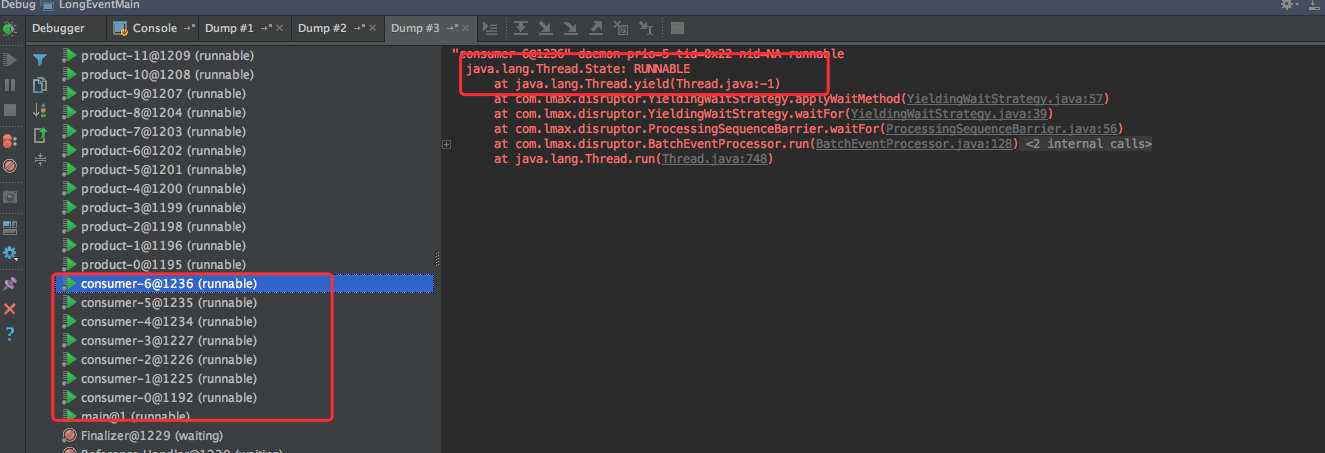 Debug LongEventMain
Debugger Console →" Dump #1 →" × Dump #2 →" × Dump #3 →" ×
product-11@1209 (runnable)
product-10@1208 (runnable)
product-9@1207 (runnable)
product-8@1204 (runnable)
product-7@1203 (runnable)
product-6@1202 (runnable)
product-5@1201 (runnable)
product-4@1200 (runnable)
product-3@1199 (runnable)
product-2@1198 (runnable)
product-1@1196 (runnable)
product-0@1195 (runnable)
consumer-6@1236 (runnable)
consumer-5@1235 (runnable)
consumer-4@1234 (runnable)
consumer-3@1227 (runnable)
consumer-2@1226 (runnable)
consumer-1@1225 (runnable)
consumer-0@1192 (runnable)
main@1 (runnable)
Finalizer@1229 (waiting)
"consumer-6@1236" daemon prio=5 tid=0x22 nid=NA runnable
java.lang.Thread.State: RUNNABLE
at java.lang.Thread.yield(Thread.java:-1)
at com.lmax.disruptor.YieldingWaitStrategy.applyWaitMethod(YieldingWaitStrategy.java:57)
at com.lmax.disruptor.YieldingWaitStrategy.waitFor(YieldingWaitStrategy.java:39)
at com.lmax.disruptor.ProcessingSequenceBarrier.waitFor(ProcessingSequenceBarrier.java:56)
at com.lmax.disruptor.BatchEventProcessor.run(BatchEventProcessor.java:128) <2 internal calls>
at java.lang.Thread.run(Thread.java:748)